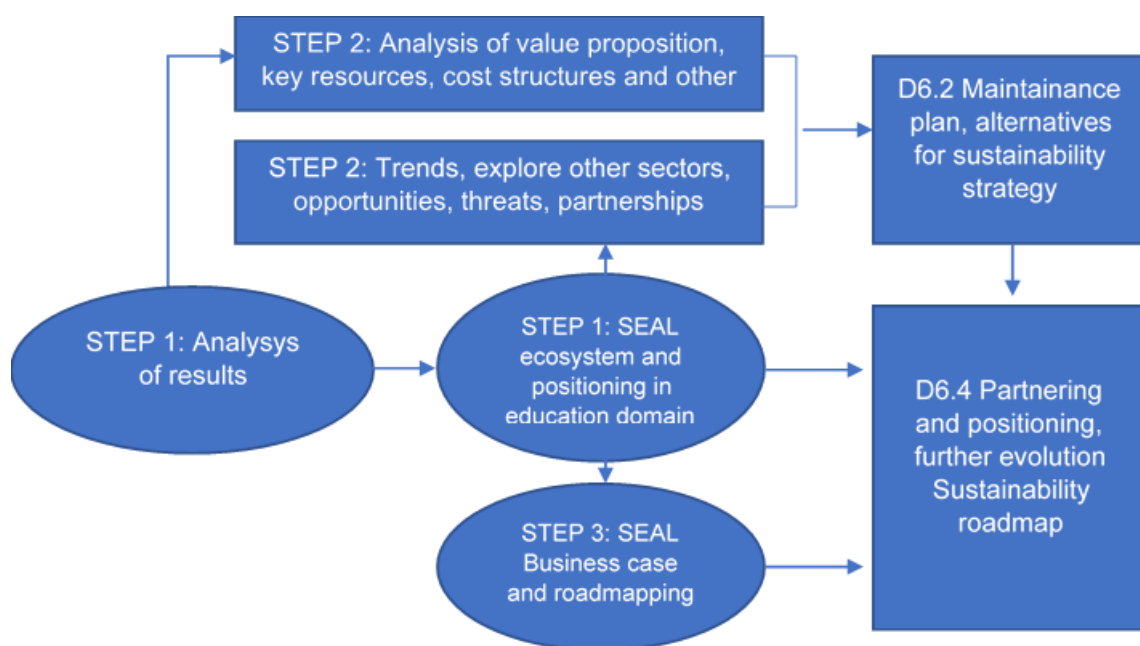 STEP 2: Analysis of value proposition,
key resources, cost structures and other
STEP 2: Trends, explore other sectors,
opportunities, threats, partnerships
D6.2 Maintainance
plan, alternatives
for sustainability
strategy
STEP 1: Analysys
of results
STEP 1: SEAL
ecosystem and
positioning in
education domain
D6.4 Partnering
and positioning,
further evolution
Sustainability
roadmap
STEP 3: SEAL
Business case
and roadmapping